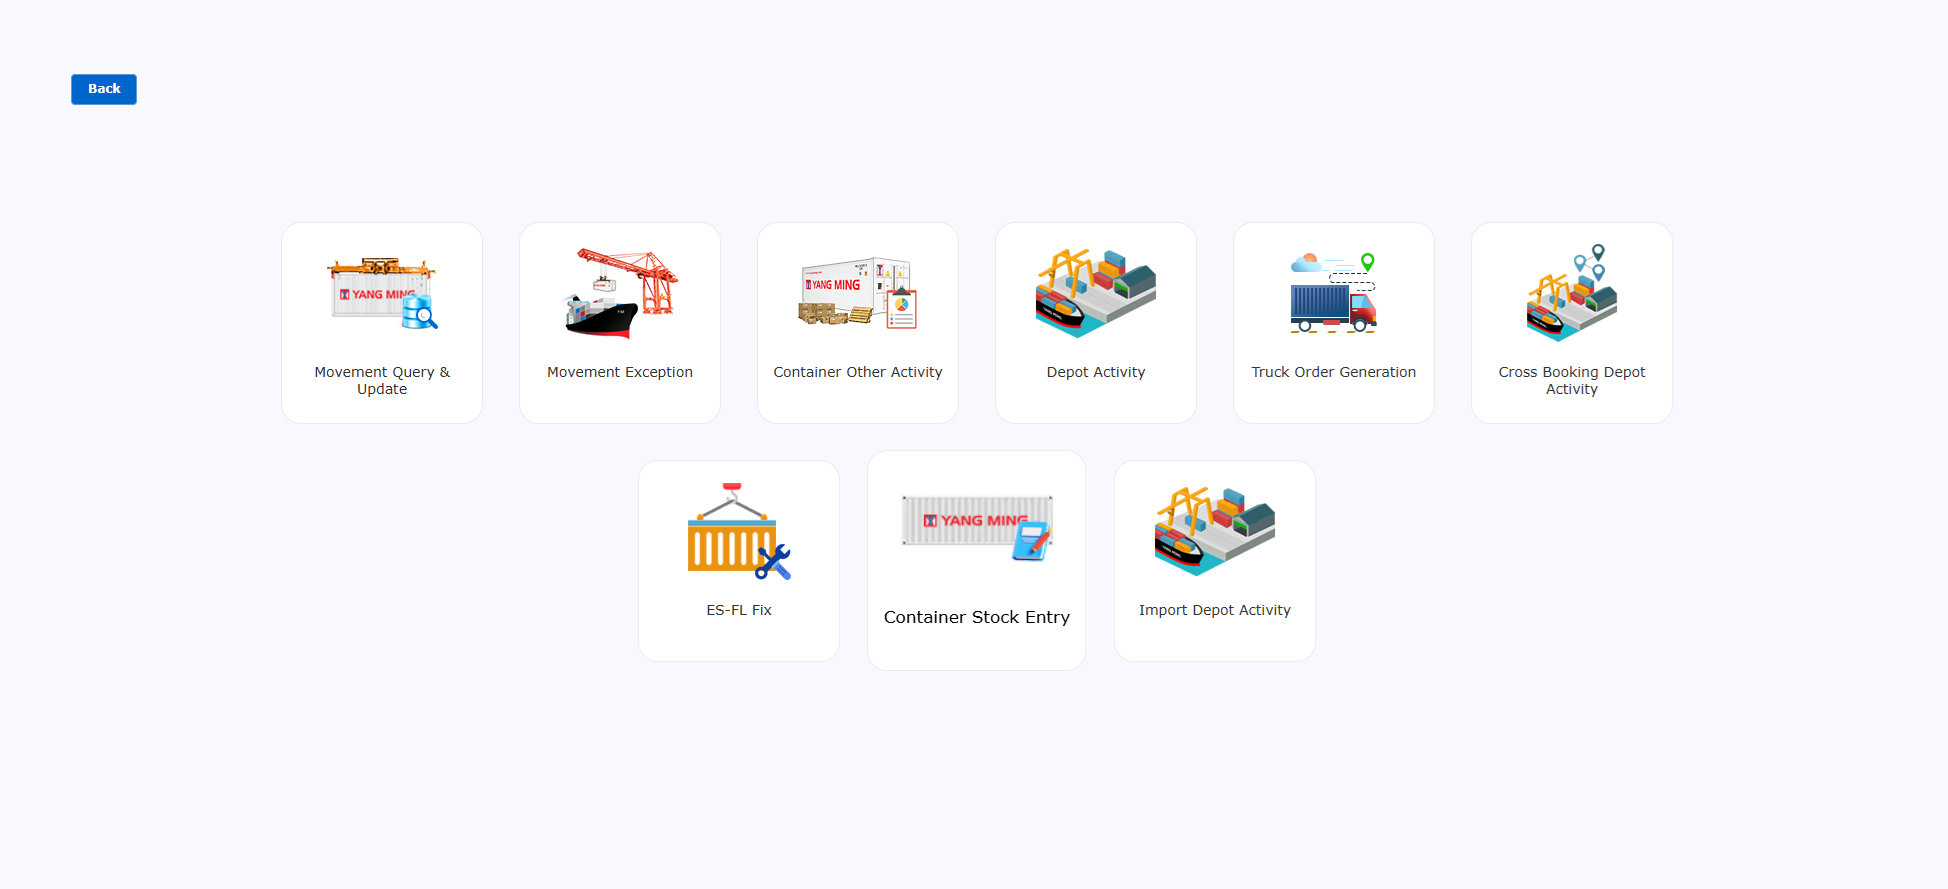 Back
YANG MING
Movement Query &
Update
Movement Exception
YANG MING
Container Other Activity
Depot Activity
Truck Order Generation
Cross Booking Depot
Activity
ES-FL Fix
YANG MING
Container Stock Entry
Import Depot Activity